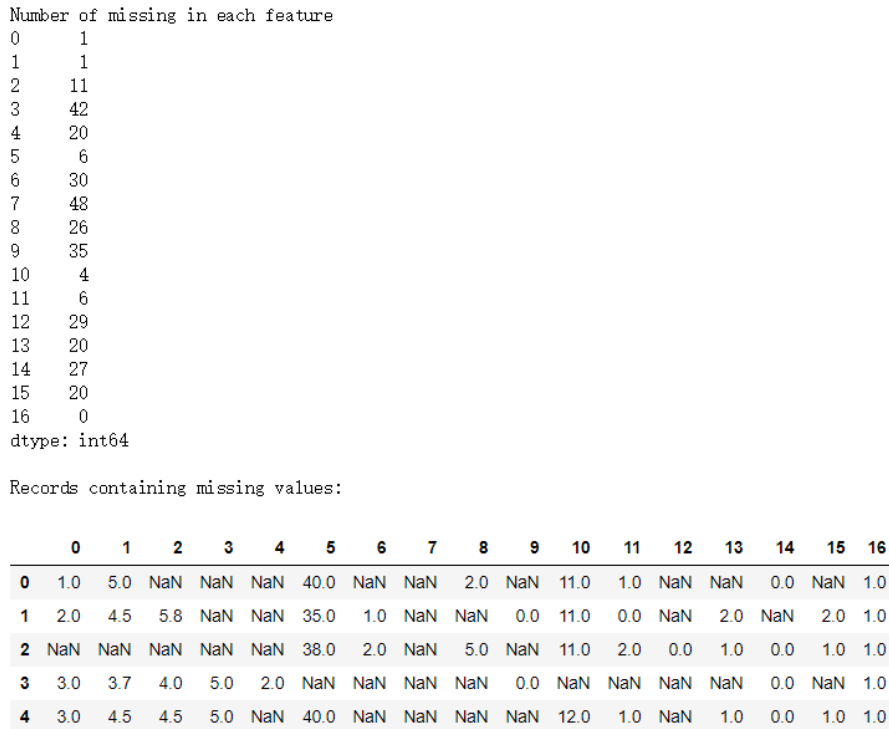 Number of missing in each feature
0 1
1 1
2 11
3 42
4 20
5 6
6 30
7 48
8 26
9 35
10 4
11 6
12 29
13 20
14 27
15 20
16 0
dtype: int64
Records containing missing values:
0 1 2 3 4 5 6 7 8 9 10 11 12 13 14 15 16
0 1.0 5.0 NaN NaN NaN 40.0 NaN NaN 2.0 NaN 11.0 1.0 NaN NaN 0.0 NaN 1.0
1 2.0 4.5 5.8 NaN NaN 35.0 1.0 NaN NaN 0.0 11.0 0.0 NaN 2.0 NaN 2.0 1.0
2 NaN NaN NaN NaN NaN 38.0 2.0 NaN 5.0 NaN 11.0 2.0 0.0 1.0 0.0 1.0 1.0
3 3.0 3.7 4.0 5.0 2.0 NaN NaN NaN NaN 0.0 NaN NaN NaN NaN 0.0 NaN 1.0
4 3.0 4.5 4.5 5.0 NaN 40.0 NaN NaN NaN NaN 12.0 1.0 NaN 1.0 0.0 1.0 1.0